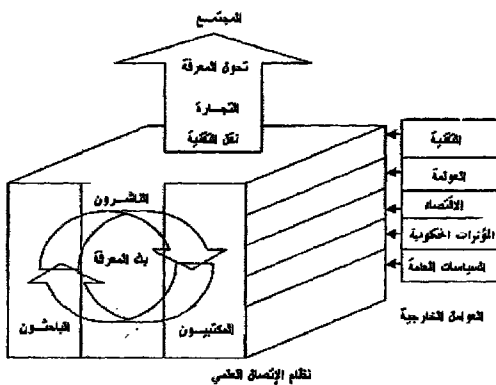 المجتمع
تحول المعرفة
التجارة
نقل التقنية
التقنية
العولمة
الاقتصاد
المؤثرات الحكومية
السياسات العامة
العوامل الخارجية
الناشرون
بث المعرفة
الباحثون
المكتبيون
نظام الإتصال العلمي